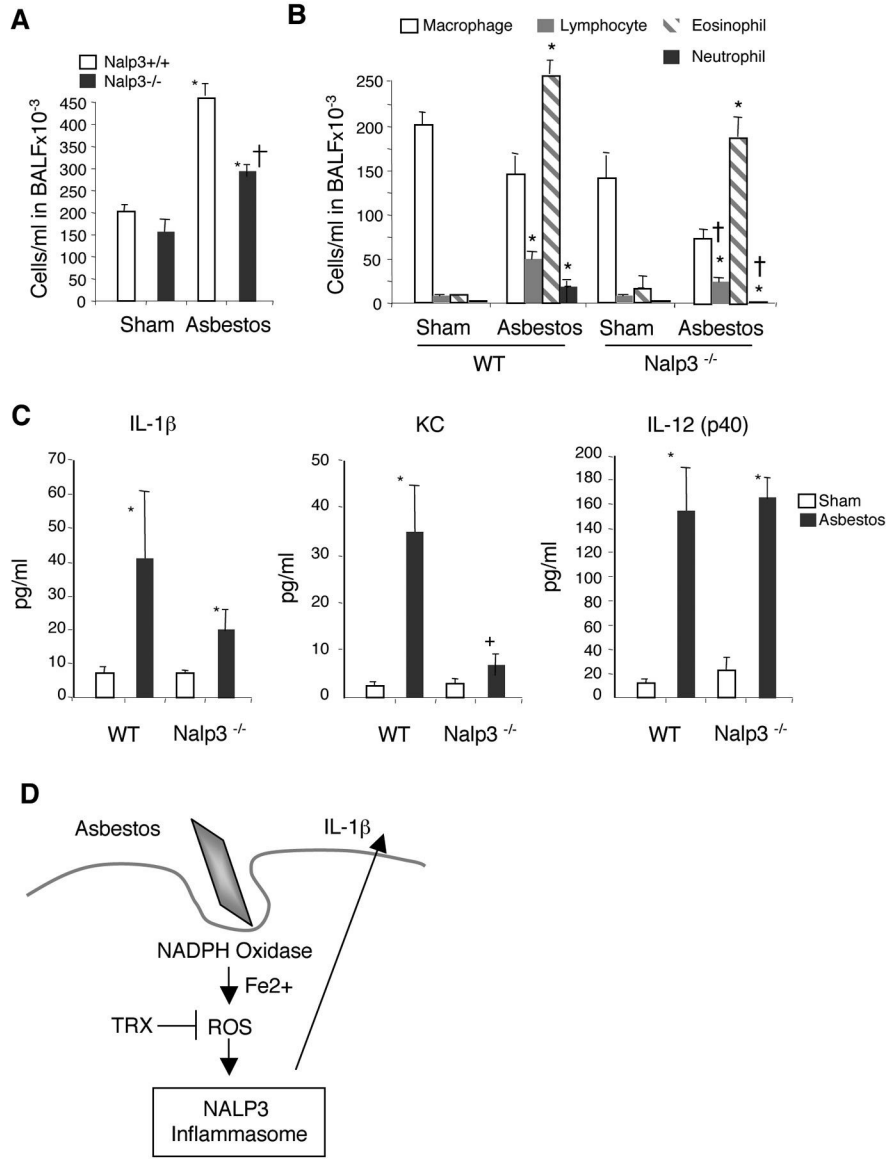 A
Nalp3+/+
Nalp3-/-
Cells/ml in BALFx10-3
450
400
350
300
250
200
150
100
50
0
*
*
†
Sham Asbestos
B
Macrophage Lymphocyte Eosinophil
Neutrophil
Cells/ml in BALFx10-3
250
200
150
100
50
0
*
*
*
*
†
*
†
*
Sham Asbestos Sham Asbestos
WT Nalp3 -/-
C
IL-1β
pg/ml
70
60
50
40
30
20
10
0
*
*
WT Nalp3 -/-
KC
pg/ml
50
40
30
20
10
0
*
+
WT Nalp3 -/-
IL-12 (p40)
200
180
160
140
120
100
80
60
40
20
0
*
*
WT Nalp3 -/-
Sham
Asbestos
D
Asbestos IL-1β
NADPH Oxidase
Fe2+
TRX ROS
NALP3
Inflammasome